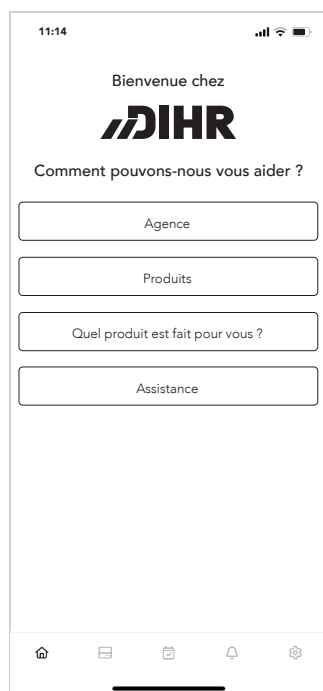 11:14
Bienvenue chez
DIHR
Comment pouvons-nous vous aider ?
Agence
Produits
Quel produit est fait pour vous ?
Assistance